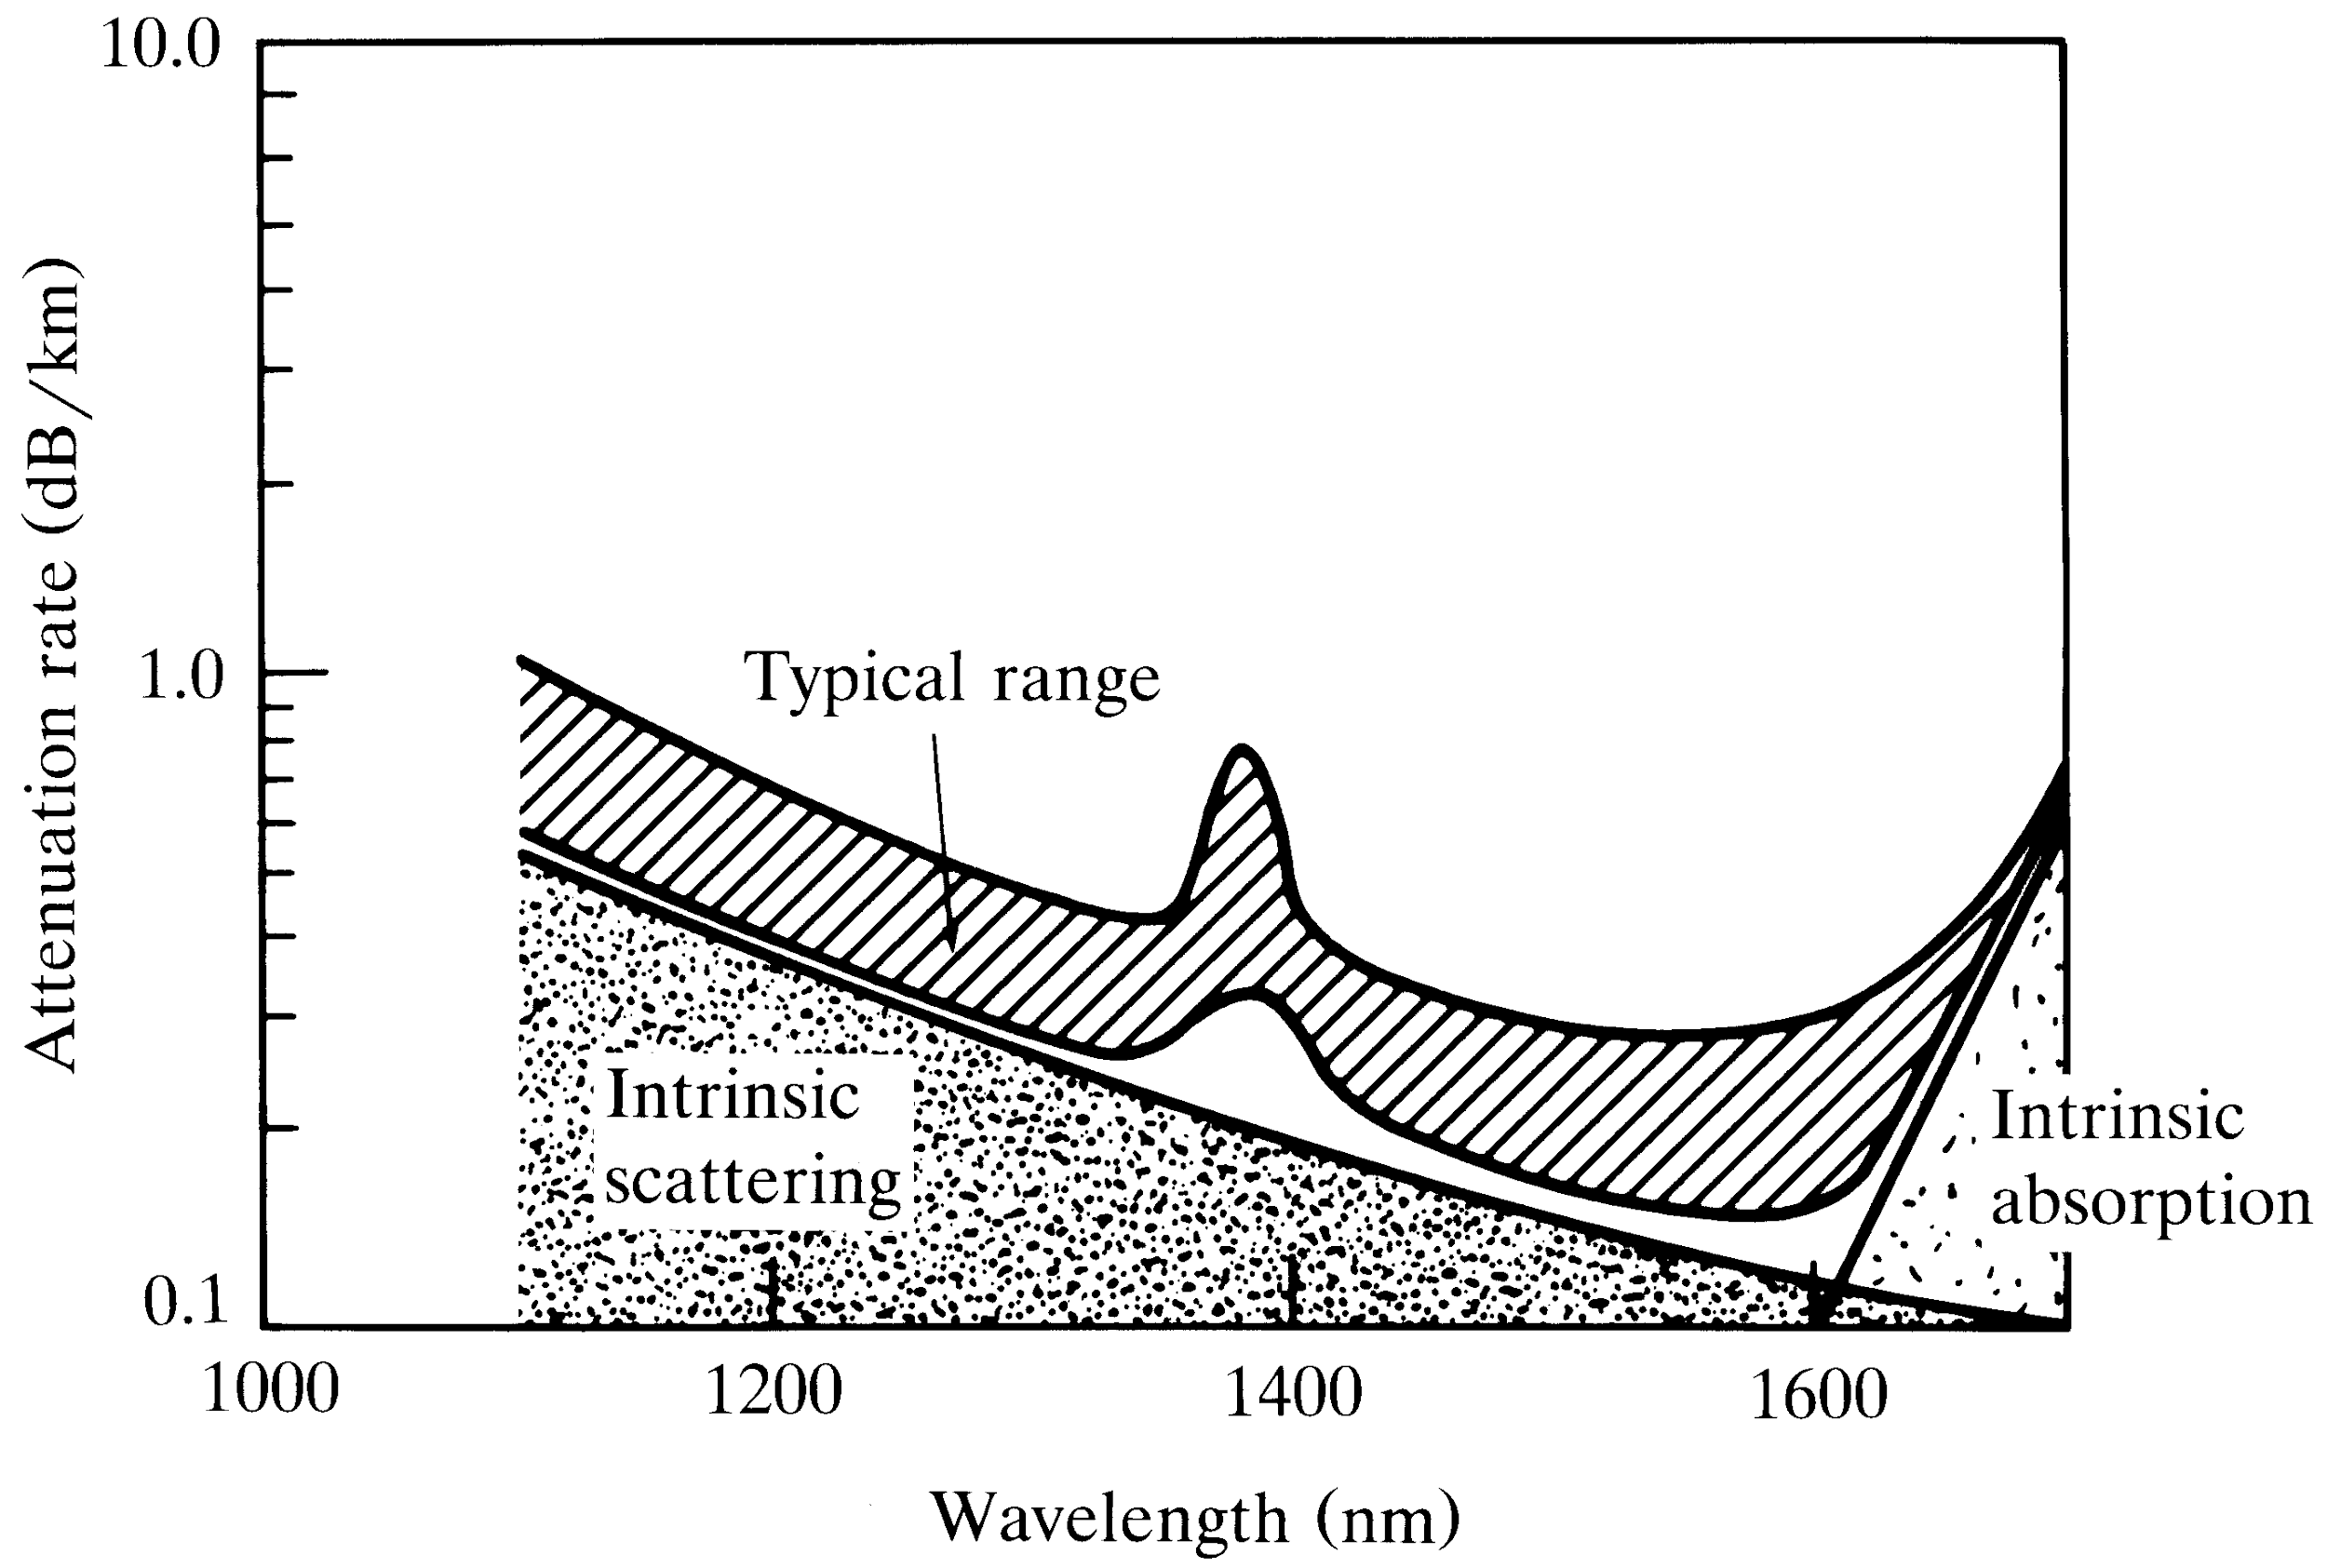 10.0
1.0
0.1
Attenuation rate (dB/km)
Typical range
Intrinsic
scattering
Intrinsic
absorption
1000
1200
1400
1600
Wavelength (nm)